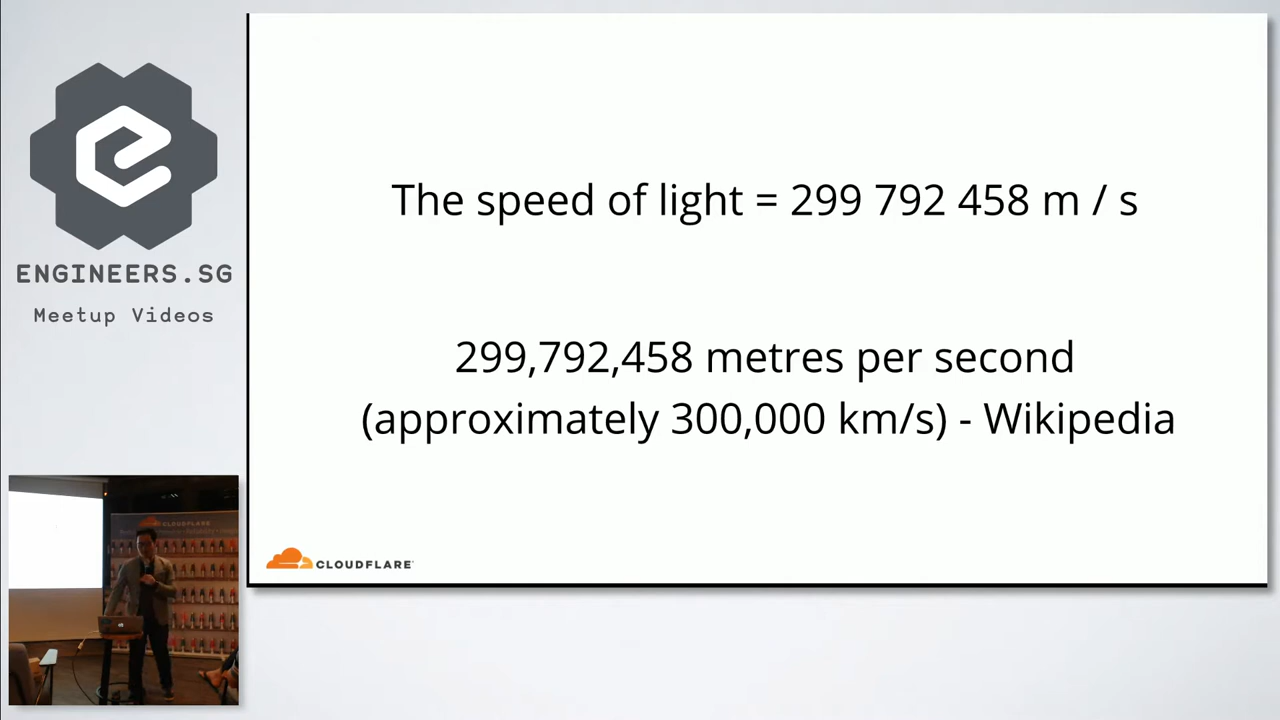 ENGINEERS.SG
Meetup Videos
The speed of light = 299 792 458 m / s
299,792,458 metres per second
(approximately 300,000 km/s) - Wikipedia
CLOUDFLARE
CLOUDFLARE